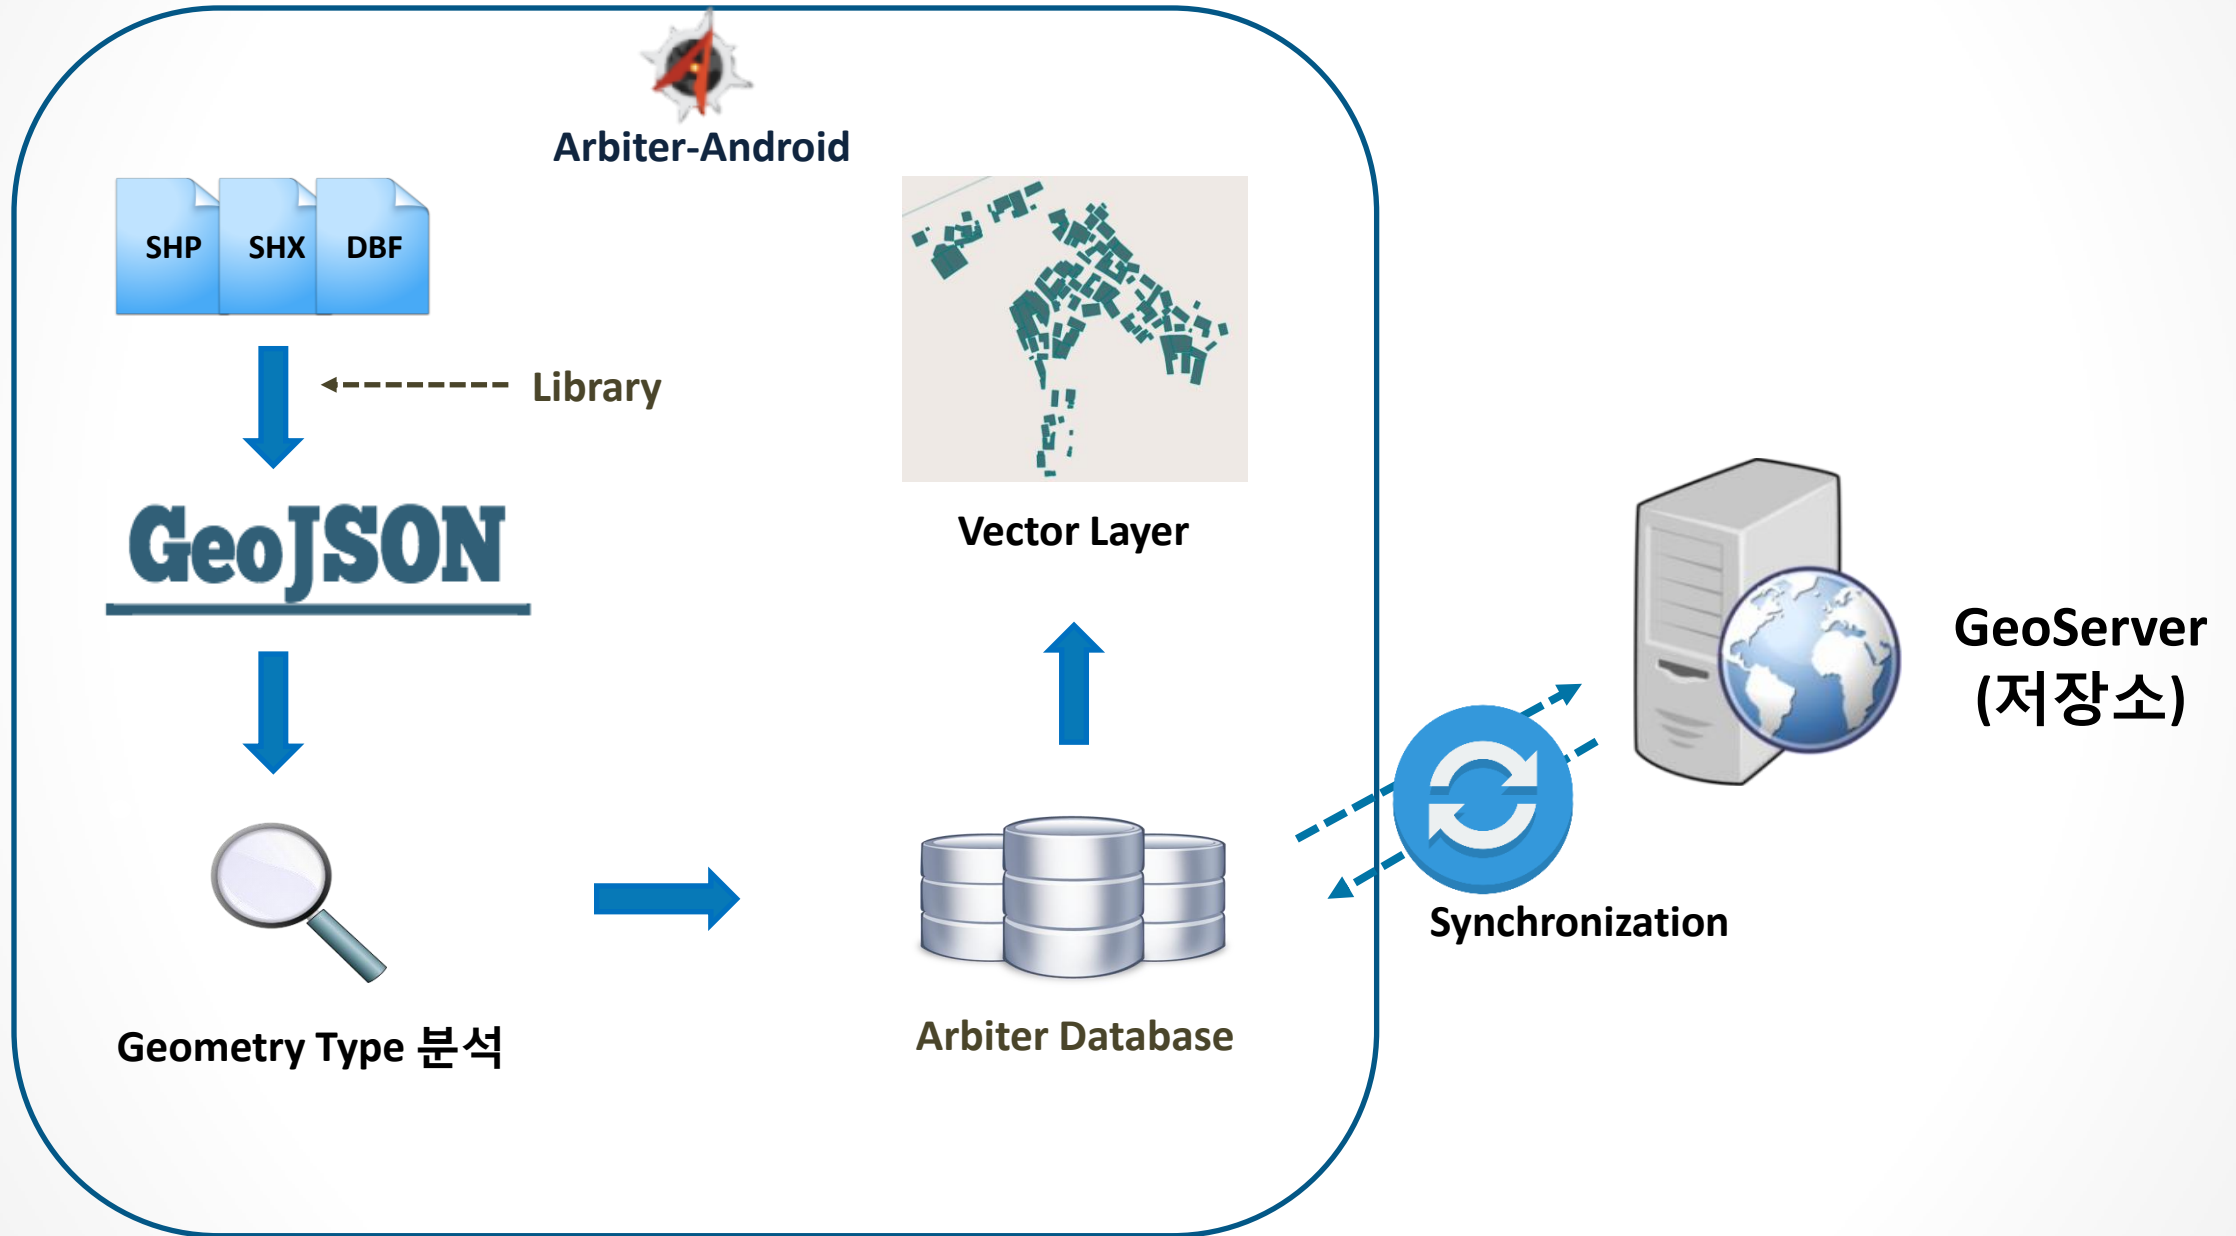 Arbiter-Android
SHP SHX DBF
Library
GeoJSON
Geometry Type 분석
Vector Layer
Arbiter Database
Synchronization
GeoServer
(저장소)